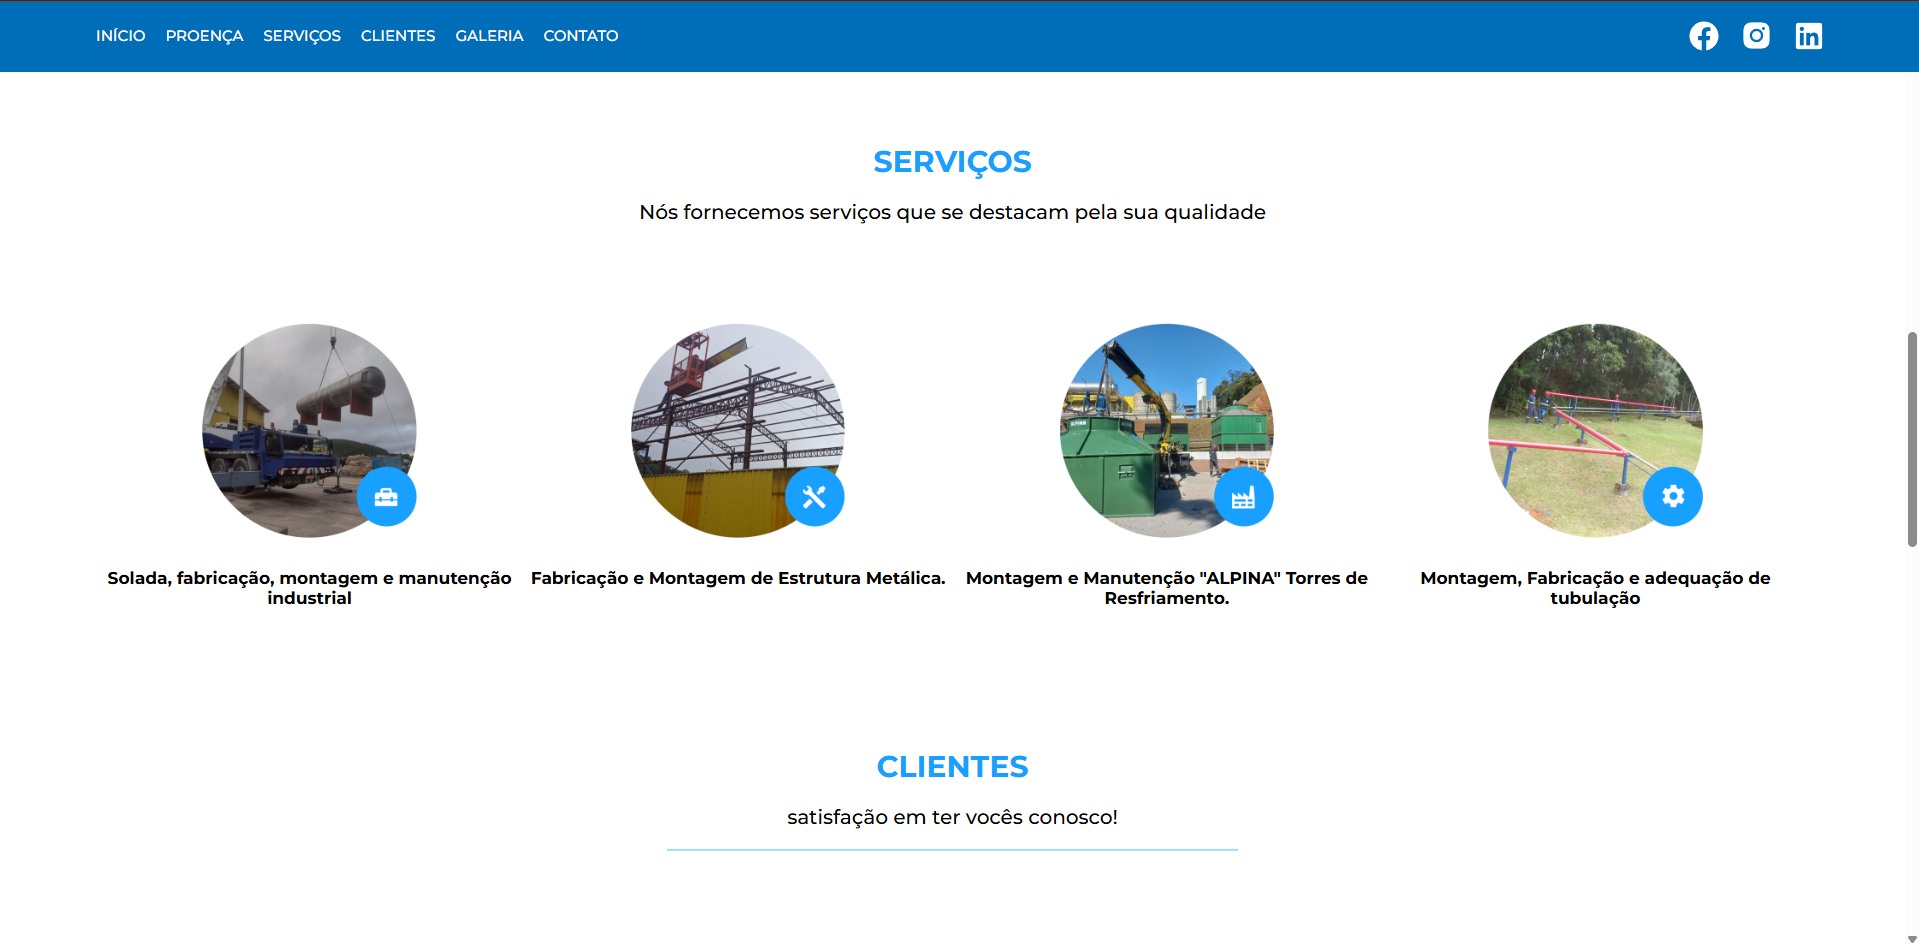 INÍCIO PROENÇA SERVIÇOS CLIENTES GALERIA CONTATO
SERVIÇOS
Nós fornecemos serviços que se destacam pela sua qualidade
ALPINA
Solada, fabricação, montagem e manutenção
industrial
Fabricação e Montagem de Estrutura Metálica.
Montagem e Manutenção "ALPINA" Torres de
Resfriamento.
Montagem, Fabricação e adequação de
tubulação
CLIENTES
satisfação em ter vocês conosco!